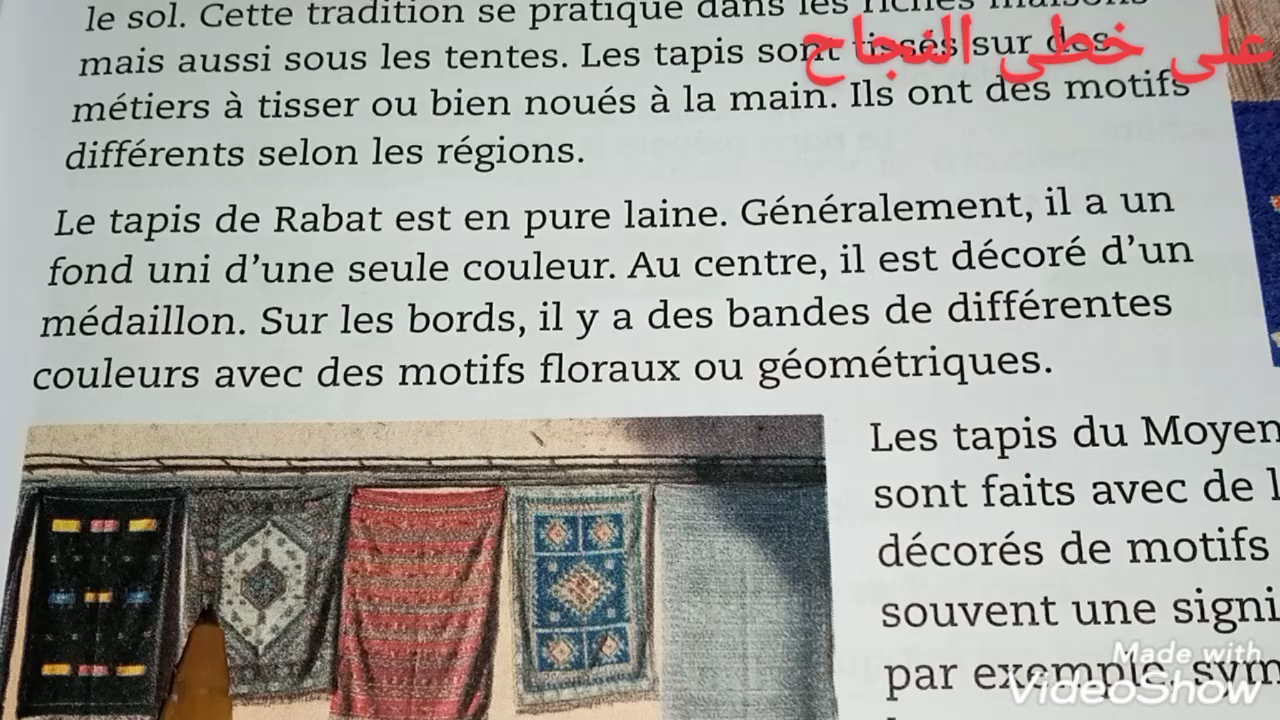 le sol. Cette tradition se pratique dans les riches maisons
mais aussi sous les tentes. Les tapis sont tissés sur des
على خطى النجاح
métiers à tisser ou bien noués à la main. Ils ont des motifs
différents selon les régions.
Le tapis de Rabat est en pure laine. Généralement, il a un
fond uni d'une seule couleur. Au centre, il est décoré d'un
médaillon. Sur les bords, il y a des bandes de différentes
couleurs avec des motifs floraux ou géométriques.
Les tapis du Moyen
sont faits avec de l
décorés de motifs
souvent une signi
par exemple, sym
Made with
VideoShow